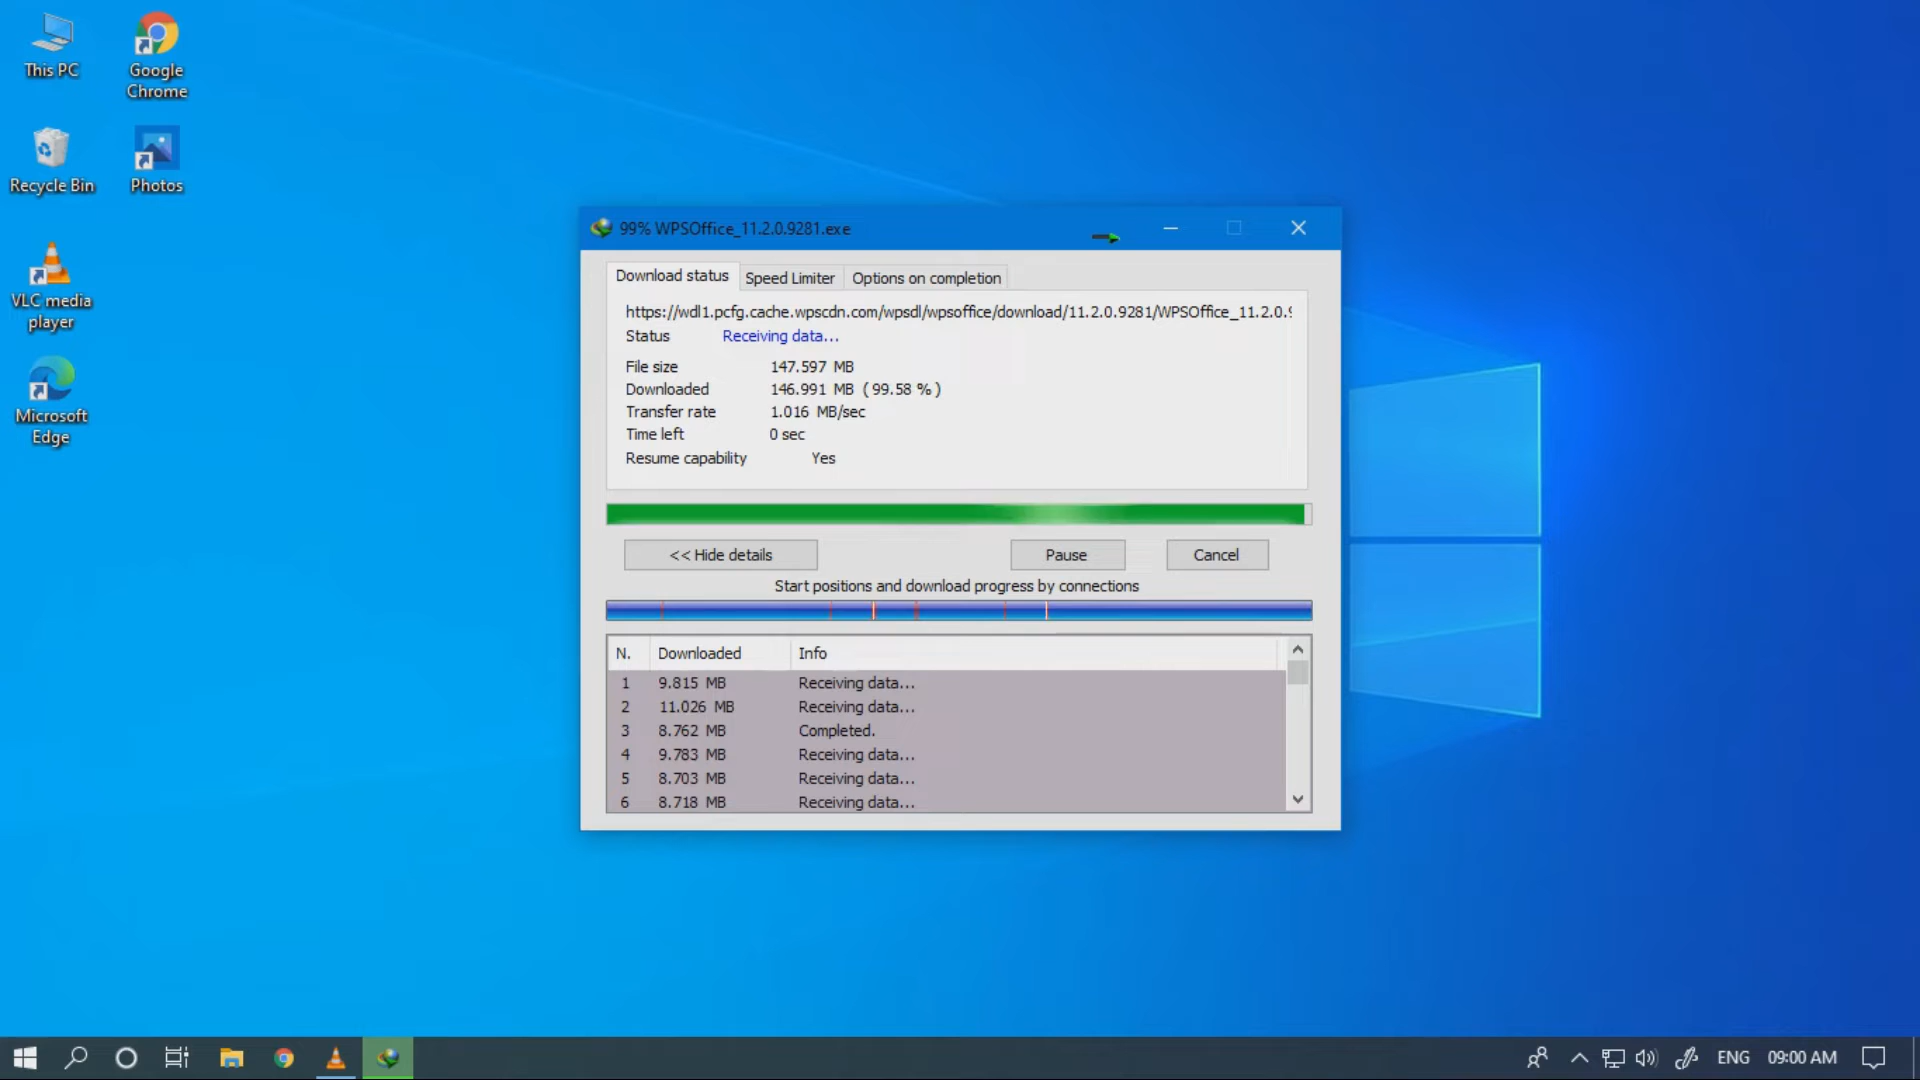 This PC
Google
Chrome
Recycle Bin
Photos
VLC media
player
Microsoft
Edge
99% WPSOffice_11.2.0.9281.exe
Download status
Speed Limiter
Options on completion
https://wdl1.pcfg.cache.wpscdn.com/wpsdl/wpsoffice/download/11.2.0.9281/WPSOffice_11.2.0.9
Status Receiving data...
File size 147.597 MB
Downloaded 146.991 MB ( 99.58 % )
Transfer rate 1.016 MB/sec
Time left 0 sec
Resume capability Yes
<< Hide details
Pause
Cancel
Start positions and download progress by connections
N. Downloaded Info
1 9.815 MB Receiving data...
2 11.026 MB Receiving data...
3 8.762 MB Completed.
4 9.783 MB Receiving data...
5 8.703 MB Receiving data...
6 8.718 MB Receiving data...
ENG 09:00 AM